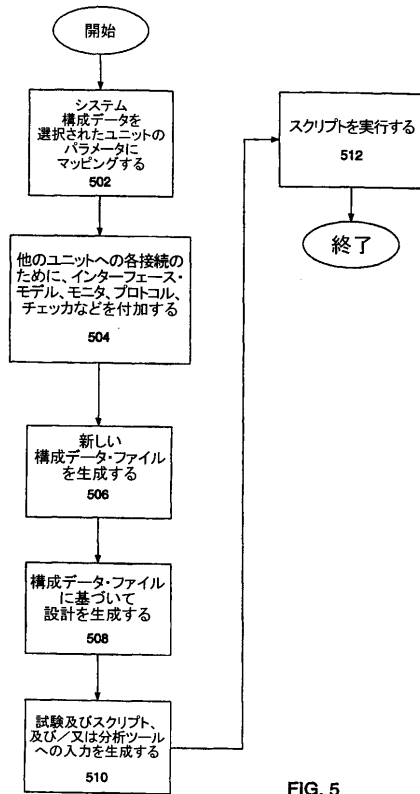 開始
システム
構成データを
選択されたユニットの
パラメータに
マッピングする
502
他のユニットへの各接続の
ために、インターフェース・
モデル、モニタ、プロトコル、
チェッカなどを付加する
504
新しい
構成データ・ファイル
を生成する
506
構成データ・ファイル
に基づいて
設計を生成する
508
試験及びスクリプト、
及び/又は分析ツール
への入力を生成する
510
スクリプトを実行する
512
終了
FIG. 5